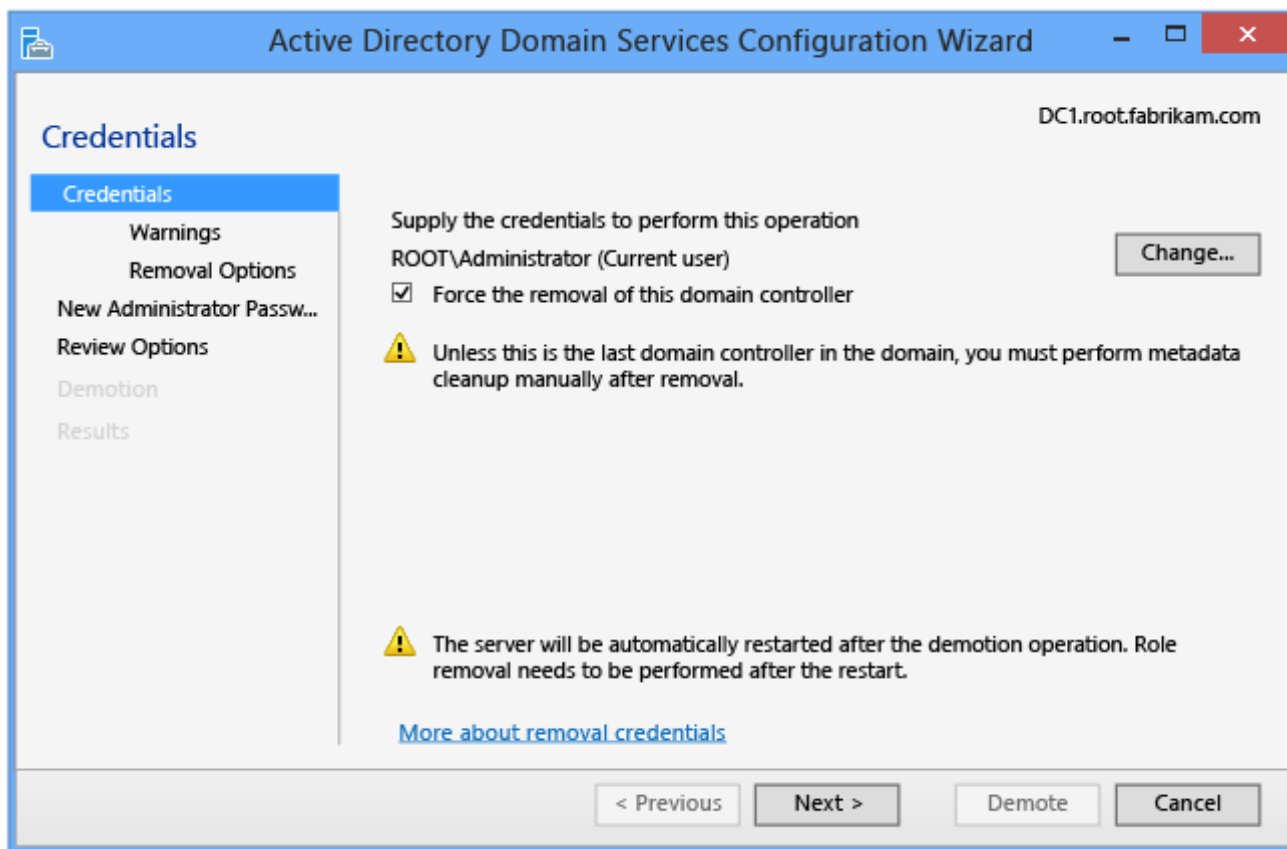 Active Directory Domain Services Configuration Wizard
DC1.root.fabrikam.com
Credentials
Credentials
Warnings
Removal Options
New Administrator Passw...
Review Options
Demotion
Results
Supply the credentials to perform this operation
ROOT\Administrator (Current user)
Change...
Force the removal of this domain controller
Unless this is the last domain controller in the domain, you must perform metadata
cleanup manually after removal.
The server will be automatically restarted after the demotion operation. Role
removal needs to be performed after the restart.
More about removal credentials
< Previous
Next >
Demote
Cancel